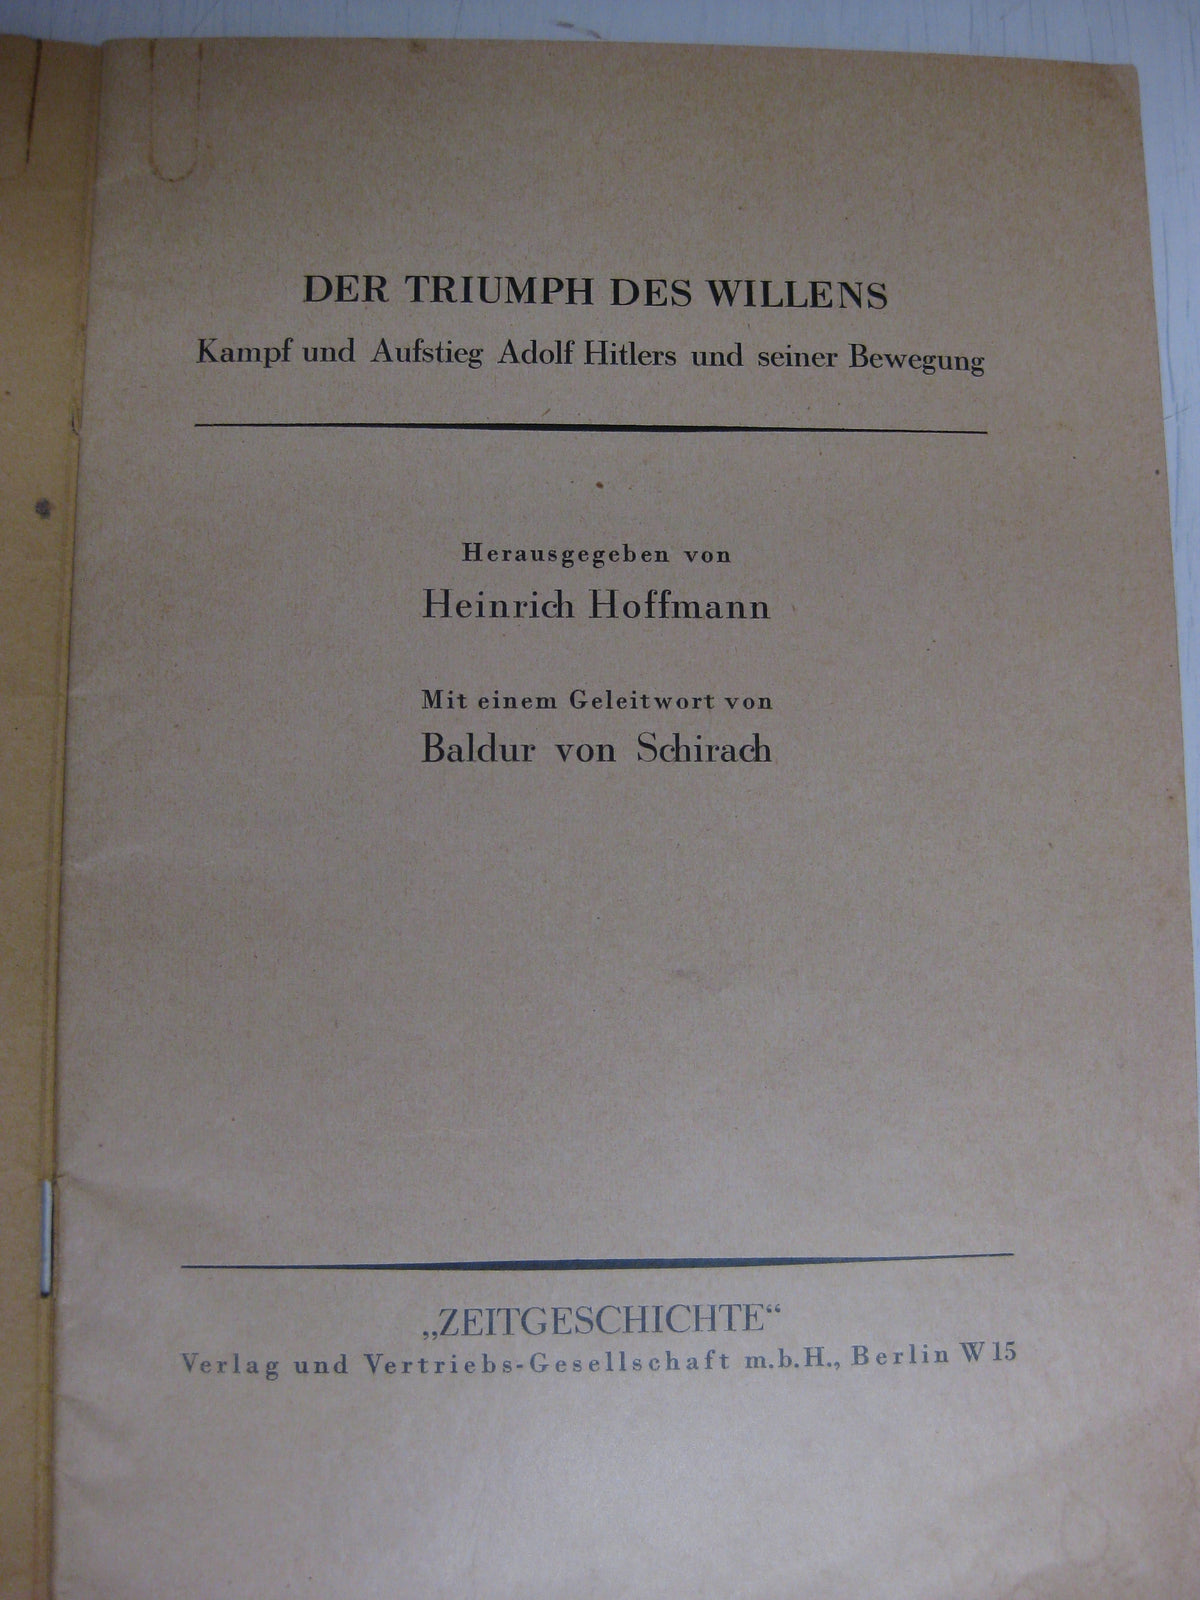 DER TRIUMPH DES WILLENS
Kampf und Aufstieg Adolf Hitlers und seiner Bewegung
Herausgegeben von
Heinrich Hoffmann
Mit einem Geleitwort von
Baldur von Schirach
„ZEITGESCHICHTE“
Verlag und Vertriebs-Gesellschaft m.b.H., Berlin W 15